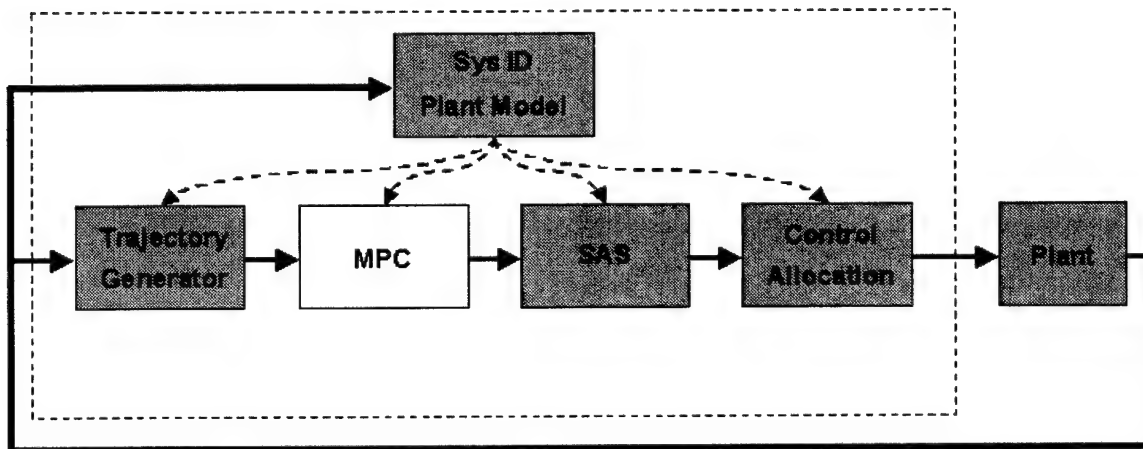 Sys ID
Plant Model
Trajectory
Generator
MPC
SAS
Control
Allocation
Plant